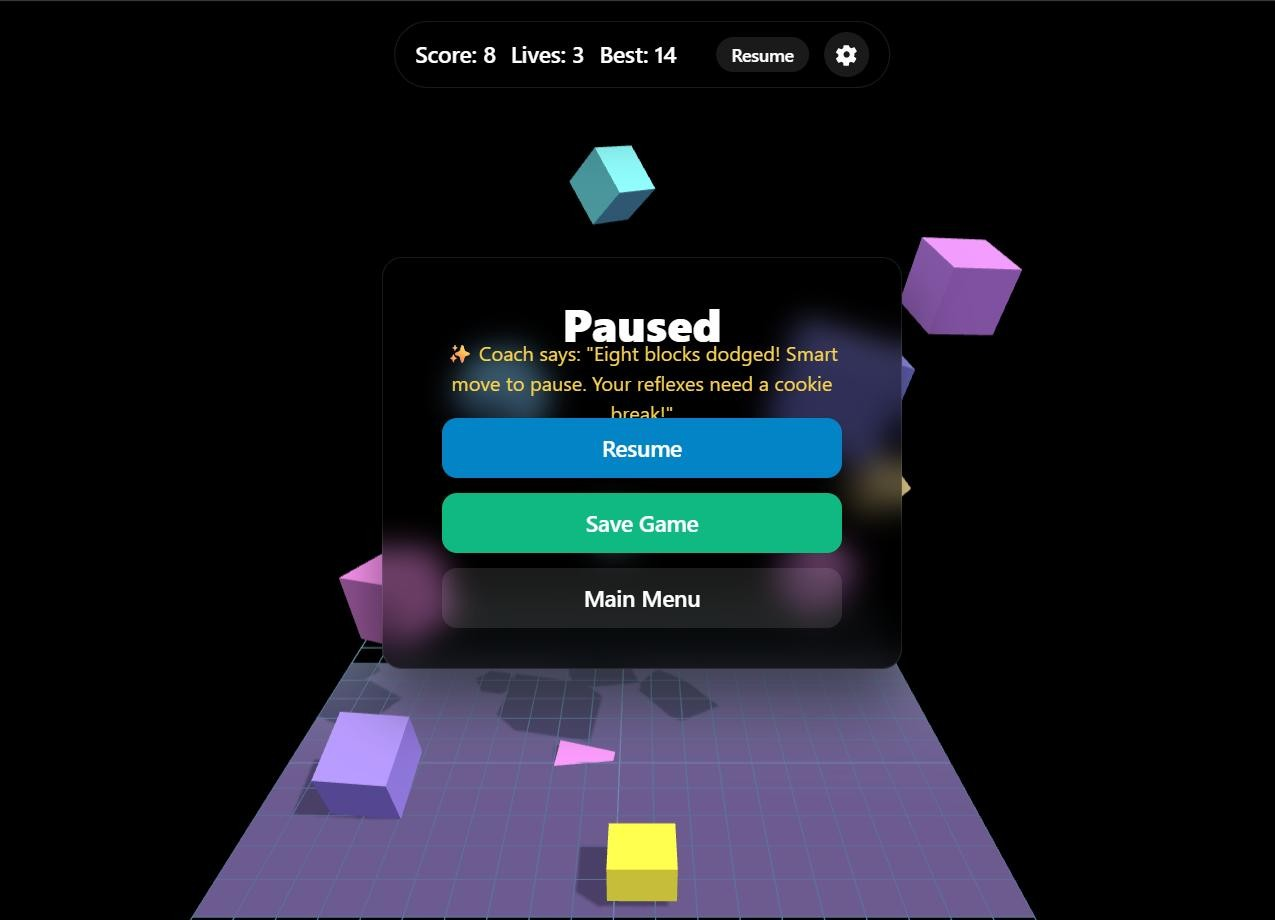 Score: 8 Lives: 3 Best: 14 Resume
Paused
✨ Coach says: "Eight blocks dodged! Smart
move to pause. Your reflexes need a cookie
break!"
Resume
Save Game
Main Menu